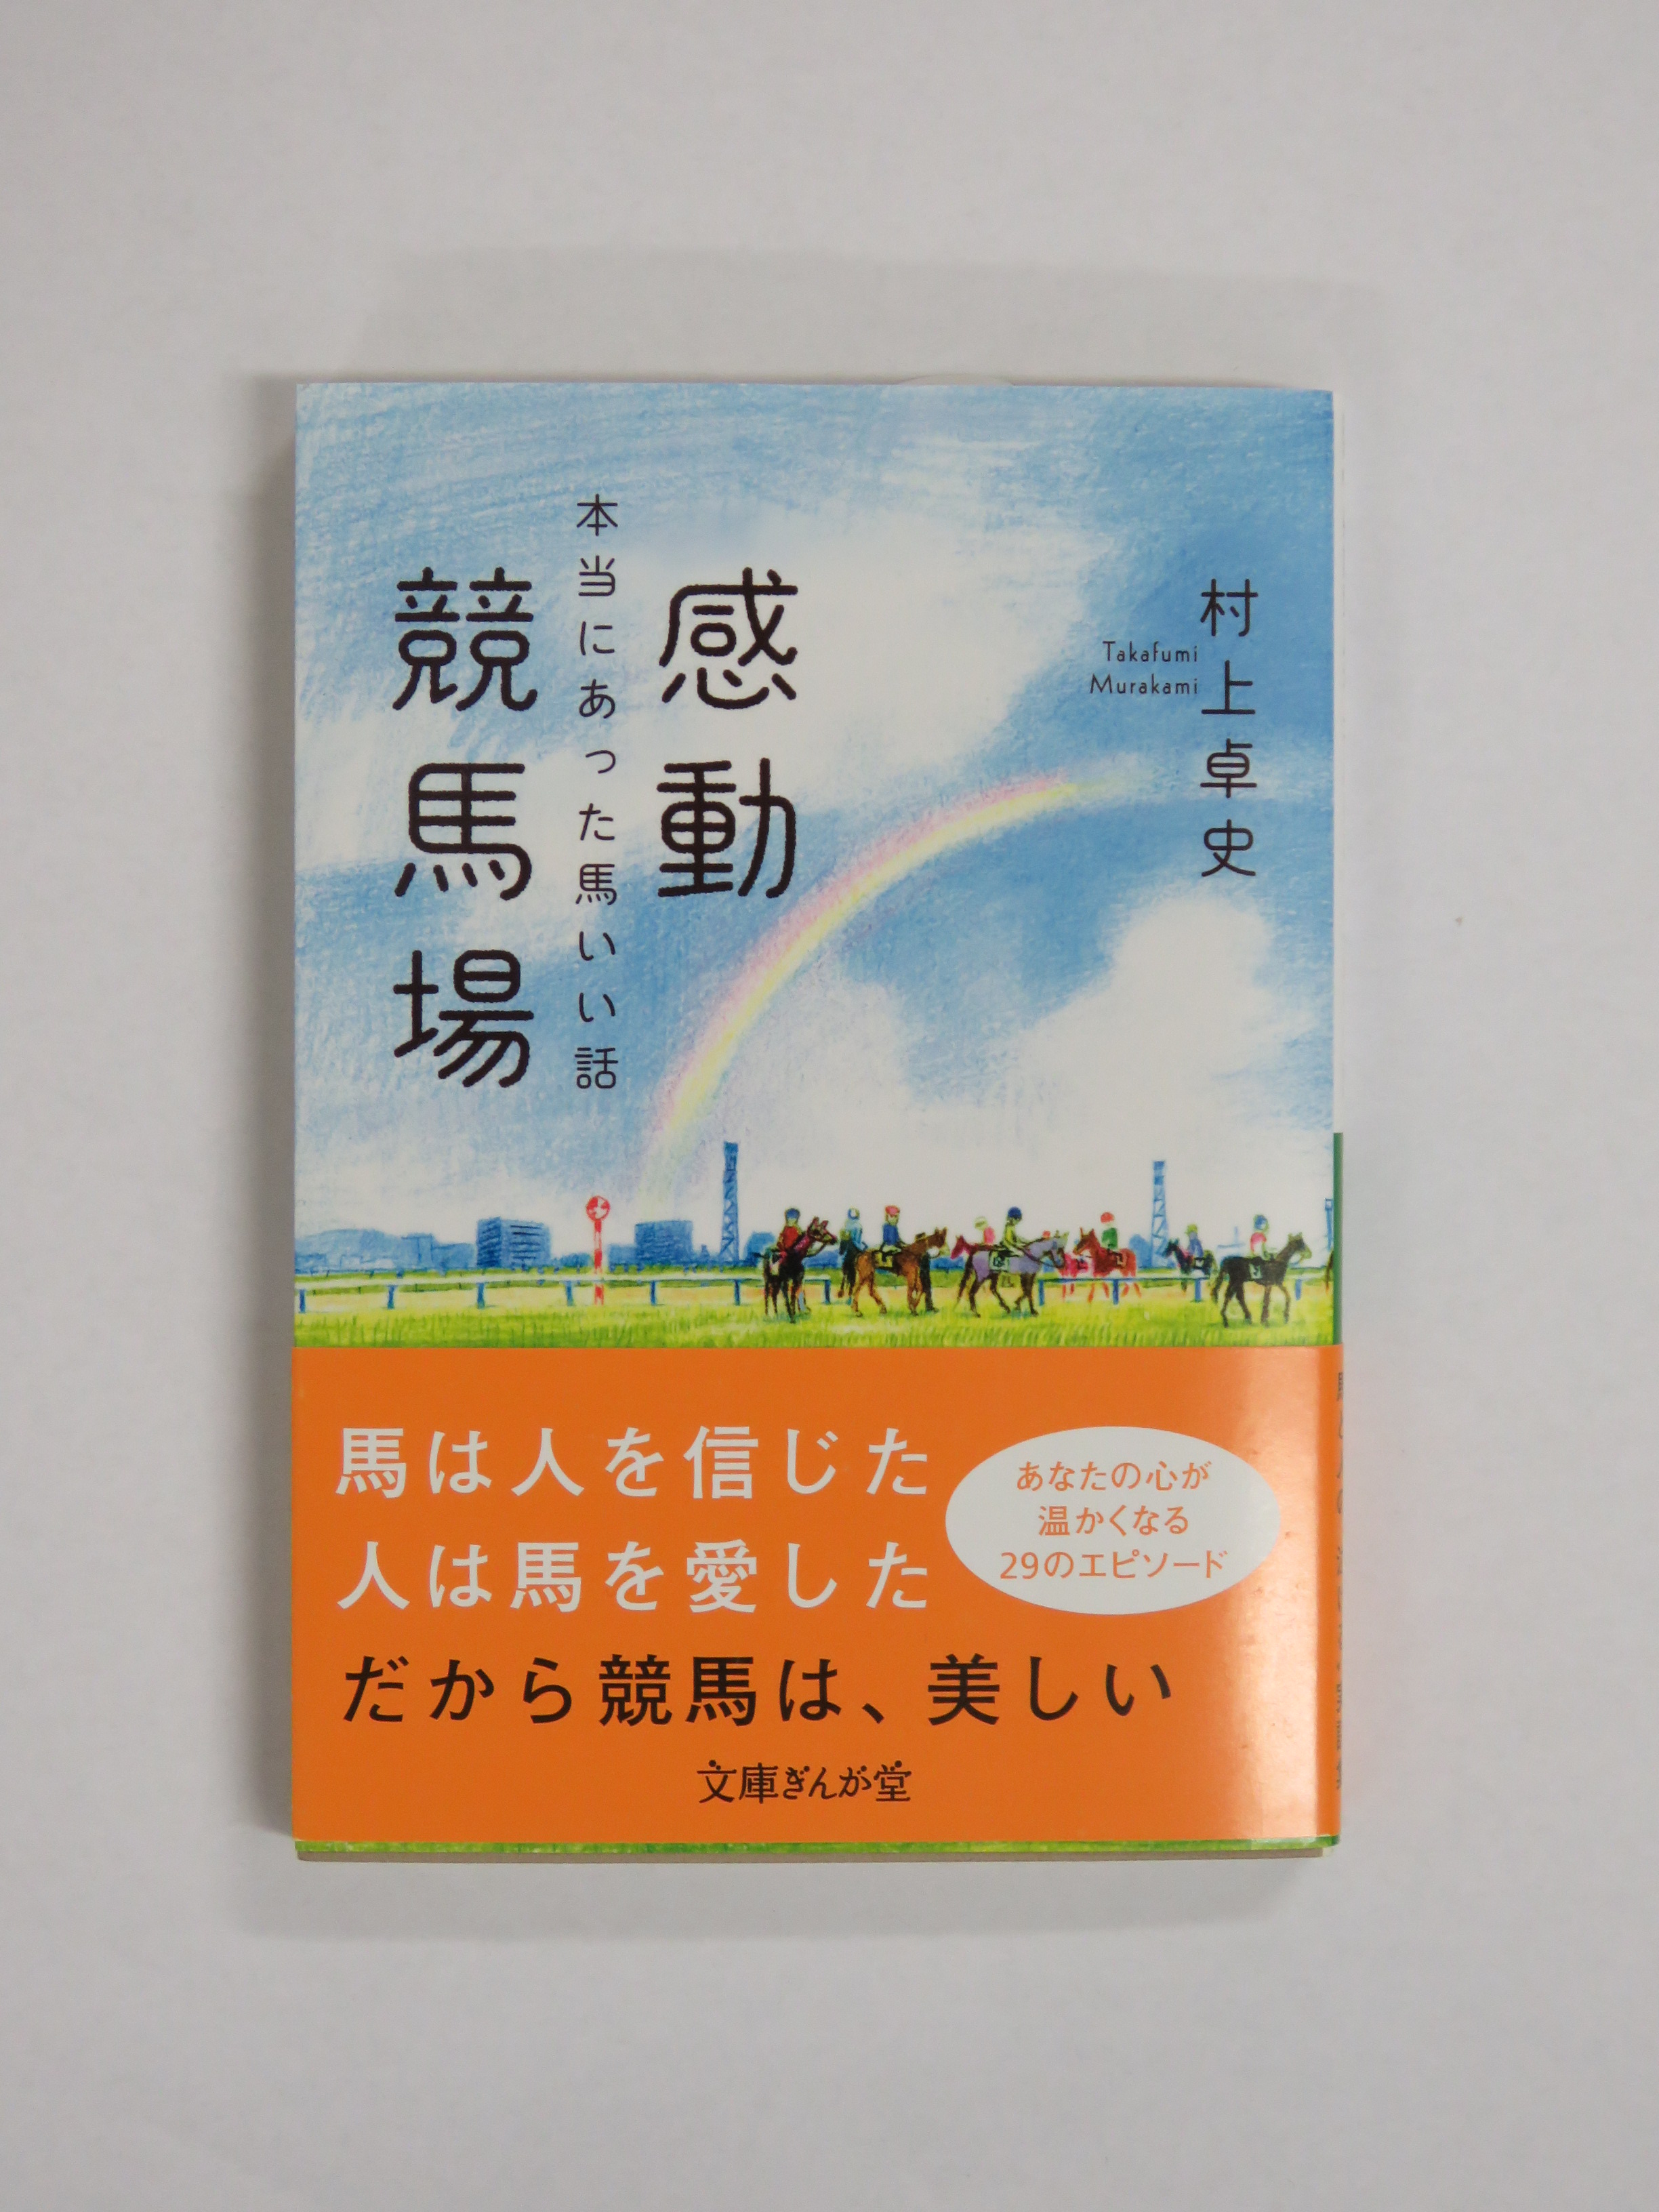 村上卓史
Takafumi
Murakami
感動
競馬場
本当にあった馬いい話
馬は人を信じた
人は馬を愛した
だから競馬は、美しい
あなたの心が
温かくなる
29のエピソード
文庫ぎんが堂